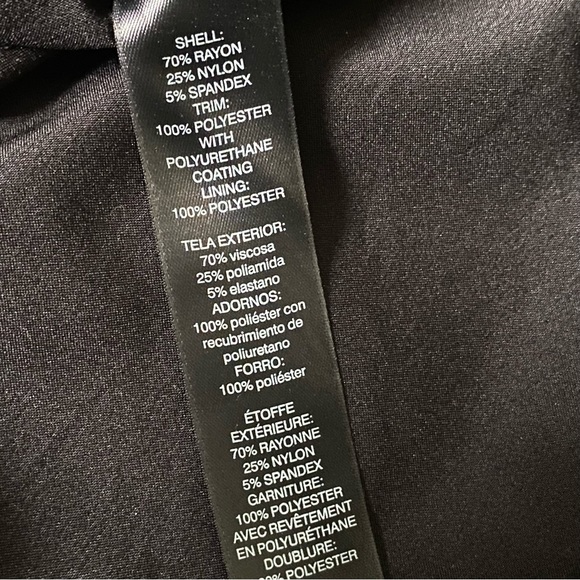 SHELL:
70% RAYON
25% NYLON
5% SPANDEX
TRIM:
100% POLYESTER
WITH
POLYURETHANE
COATING
LINING:
100% POLYESTER
TELA EXTERIOR:
70% viscosa
25% poliamida
5% elastano
ADORNOS:
100% poliéster con
recubrimiento de
poliuretano
FORRO:
100% poliéster
ÉTOFFE
EXTÉRIEURE:
70% RAYONNE
25% NYLON
5% SPANDEX
GARNITURE:
100% POLYESTER
AVEC REVÊTEMENT
EN POLYURÉTHANE
DOUBLURE:
POLYESTER